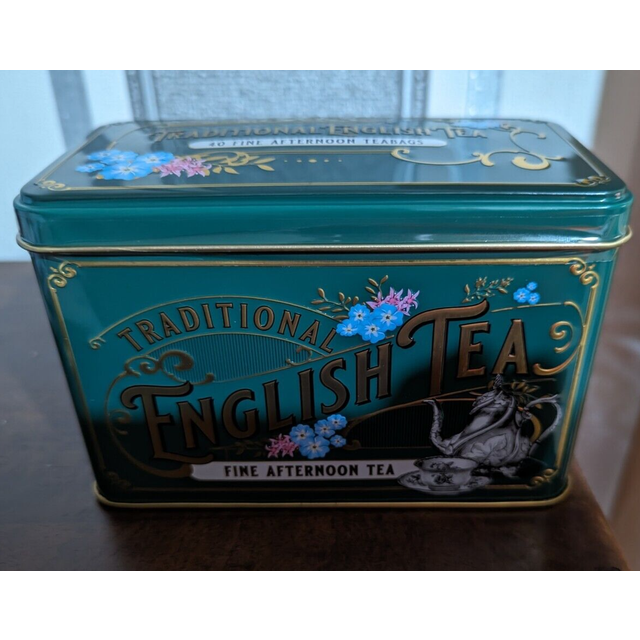 TRADITIONAL ENGLISH TEA
40 FINE AFTERNOON TEABAGS
TRADITIONAL
ENGLISH TEA
FINE AFTERNOON TEA